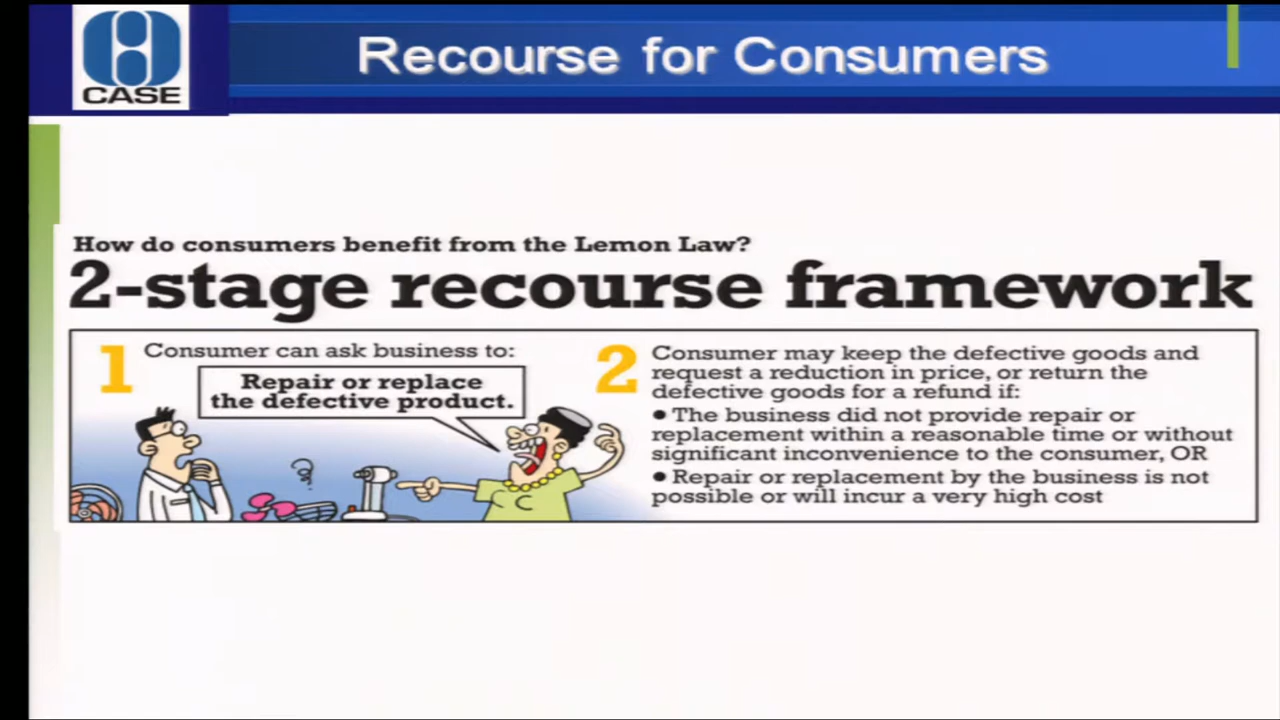 CASE
Recourse for Consumers
How do consumers benefit from the Lemon Law?
2-stage recourse framework
1 Consumer can ask business to:
Repair or replace
the defective product.
2 Consumer may keep the defective goods and
request a reduction in price, or return the
defective goods for a refund if:
• The business did not provide repair or
replacement within a reasonable time or without
significant inconvenience to the consumer, OR
• Repair or replacement by the business is not
possible or will incur a very high cost